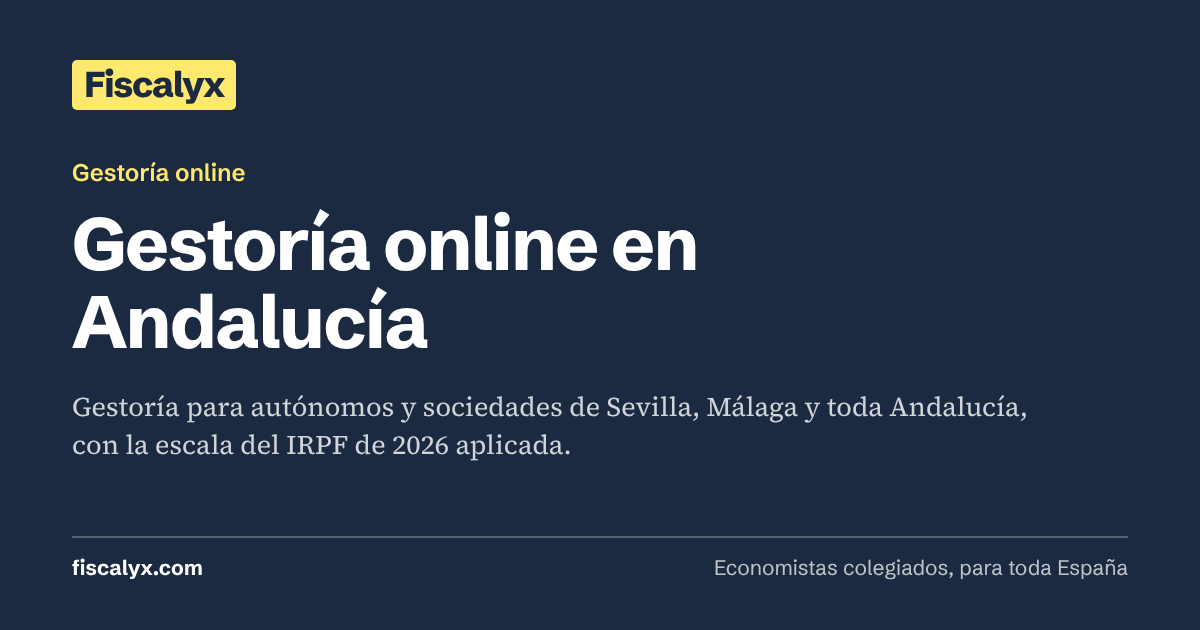 Fiscalyx
Gestoría online
Gestoría online en
Andalucía
Gestoría para autónomos y sociedades de Sevilla, Málaga y toda Andalucía,
con la escala del IRPF de 2026 aplicada.
fiscalyx.com
Economistas colegiados, para toda España